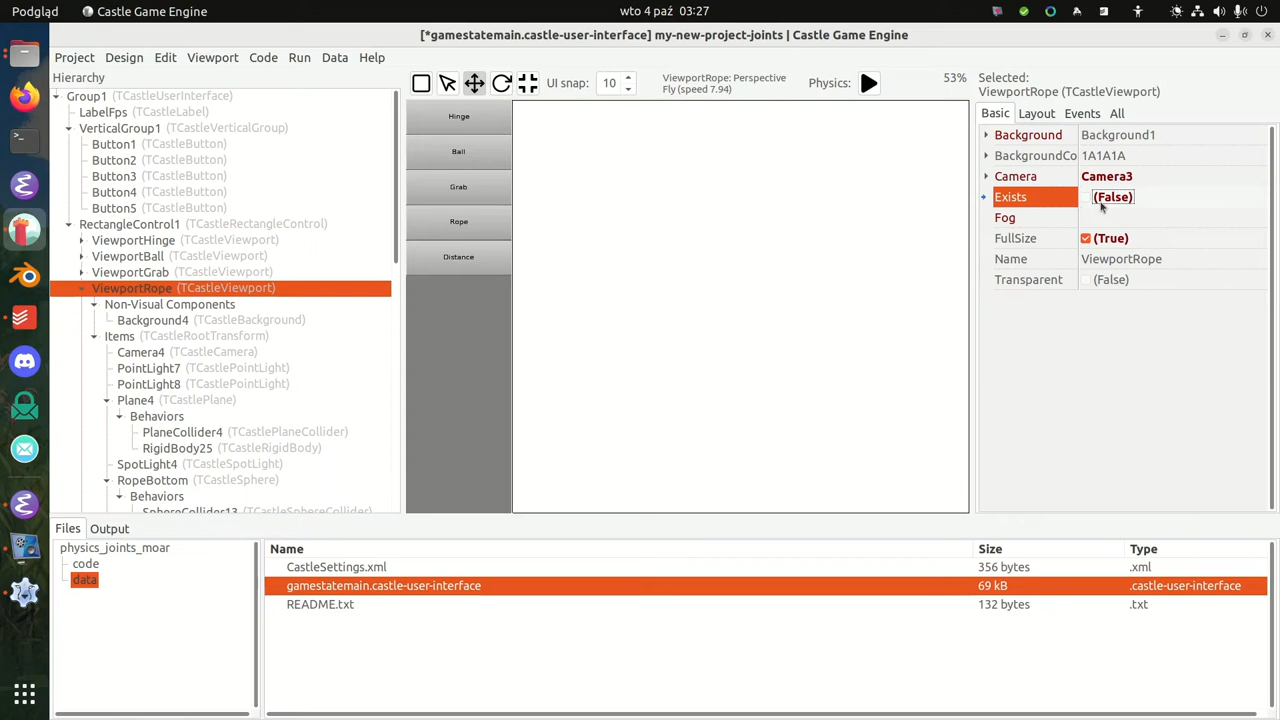 Podgląd
Castle Game Engine
wto 4 paź 03:27
[*gamestatemain.castle-user-interface] my-new-project-joints | Castle Game Engine
Project Design Edit Viewport Code Run Data Help
Hierarchy
Group1 (TCastleUserInterface)
LabelFps (TCastleLabel)
VerticalGroup1 (TCastleVerticalGroup)
Button1 (TCastleButton)
Button2 (TCastleButton)
Button3 (TCastleButton)
Button4 (TCastleButton)
Button5 (TCastleButton)
RectangleControl1 (TCastleRectangleControl)
ViewportHinge (TCastleViewport)
ViewportBall (TCastleViewport)
ViewportGrab (TCastleViewport)
ViewportRope (TCastleViewport)
Non-Visual Components
Background4 (TCastleBackground)
Items (TCastleRootTransform)
Camera4 (TCastleCamera)
PointLight7 (TCastlePointLight)
PointLight8 (TCastlePointLight)
Plane4 (TCastlePlane)
Behaviors
PlaneCollider4 (TCastlePlaneCollider)
RigidBody25 (TCastleRigidBody)
SpotLight4 (TCastleSpotLight)
RopeBottom (TCastleSphere)
Behaviors
SphereCollider13 (TCastleSphereCollider)
UI snap: 10
ViewportRope: Perspective
Fly (speed 7.94)
Physics:
53%
Hinge
Ball
Grab
Rope
Distance
Selected:
ViewportRope (TCastleViewport)
Basic Layout Events All
Background Background1
BackgroundCo 1A1A1A
Camera Camera3
Exists (False)
Fog
FullSize (True)
Name ViewportRope
Transparent (False)
Files Output
physics_joints_moar
code
data
Name Size Type
CastleSettings.xml 356 bytes .xml
gamestatemain.castle-user-interface 69 kB .castle-user-interface
README.txt 132 bytes .txt